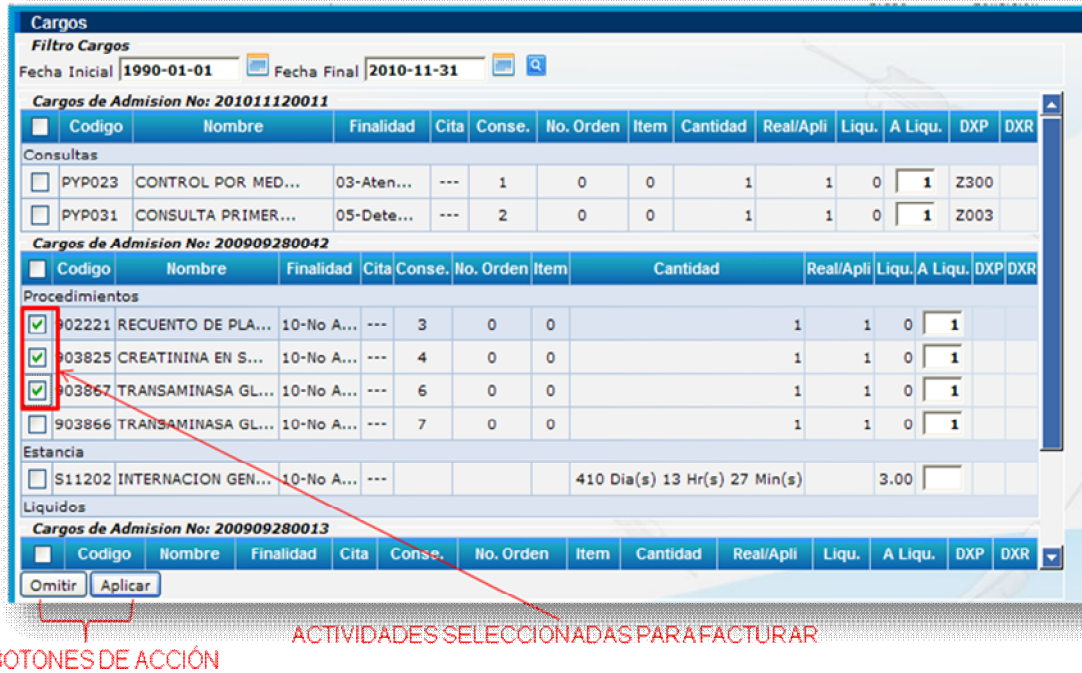 Cargos
Filtro Cargos
Fecha Inicial 1990-01-01 Fecha Final 2010-11-31
Cargos de Admision No: 201011120011
Codigo Nombre Finalidad Cita Conse. No. Orden Item Cantidad Real/Apli Liqu. A Liqu. DXP DXR
Consultas
PYP023 CONTROL POR MED... 03-Aten... --- 1 0 0 1 1 0 1 Z300
PYP031 CONSULTA PRIMER... 05-Dete... --- 2 0 0 1 1 0 1 Z003
Cargos de Admision No: 200909280042
Codigo Nombre Finalidad Cita Conse. No. Orden Item Cantidad Real/Apli Liqu. A Liqu. DXP DXR
Procedimientos
902221 RECUENTO DE PLA... 10-No A... --- 3 0 0 1 1 0 1
903825 CREATININA EN S... 10-No A... --- 4 0 0 1 1 0 1
903867 TRANSAMINASA GL... 10-No A... --- 6 0 0 1 1 0 1
903866 TRANSAMINASA GL... 10-No A... --- 7 0 0 1 1 0 1
Estancia
S11202 INTERNACION GEN... 10-No A... --- 410 Dia(s) 13 Hr(s) 27 Min(s) 3.00
Liquidos
Cargos de Admision No: 200909280013
Codigo Nombre Finalidad Cita Conse. No. Orden Item Cantidad Real/Apli Liqu. A Liqu. DXP DXR
Omitir Aplicar
ACTIVIDADES SELECCIONADAS PARA FACTURAR
BOTONES DE ACCIÓN